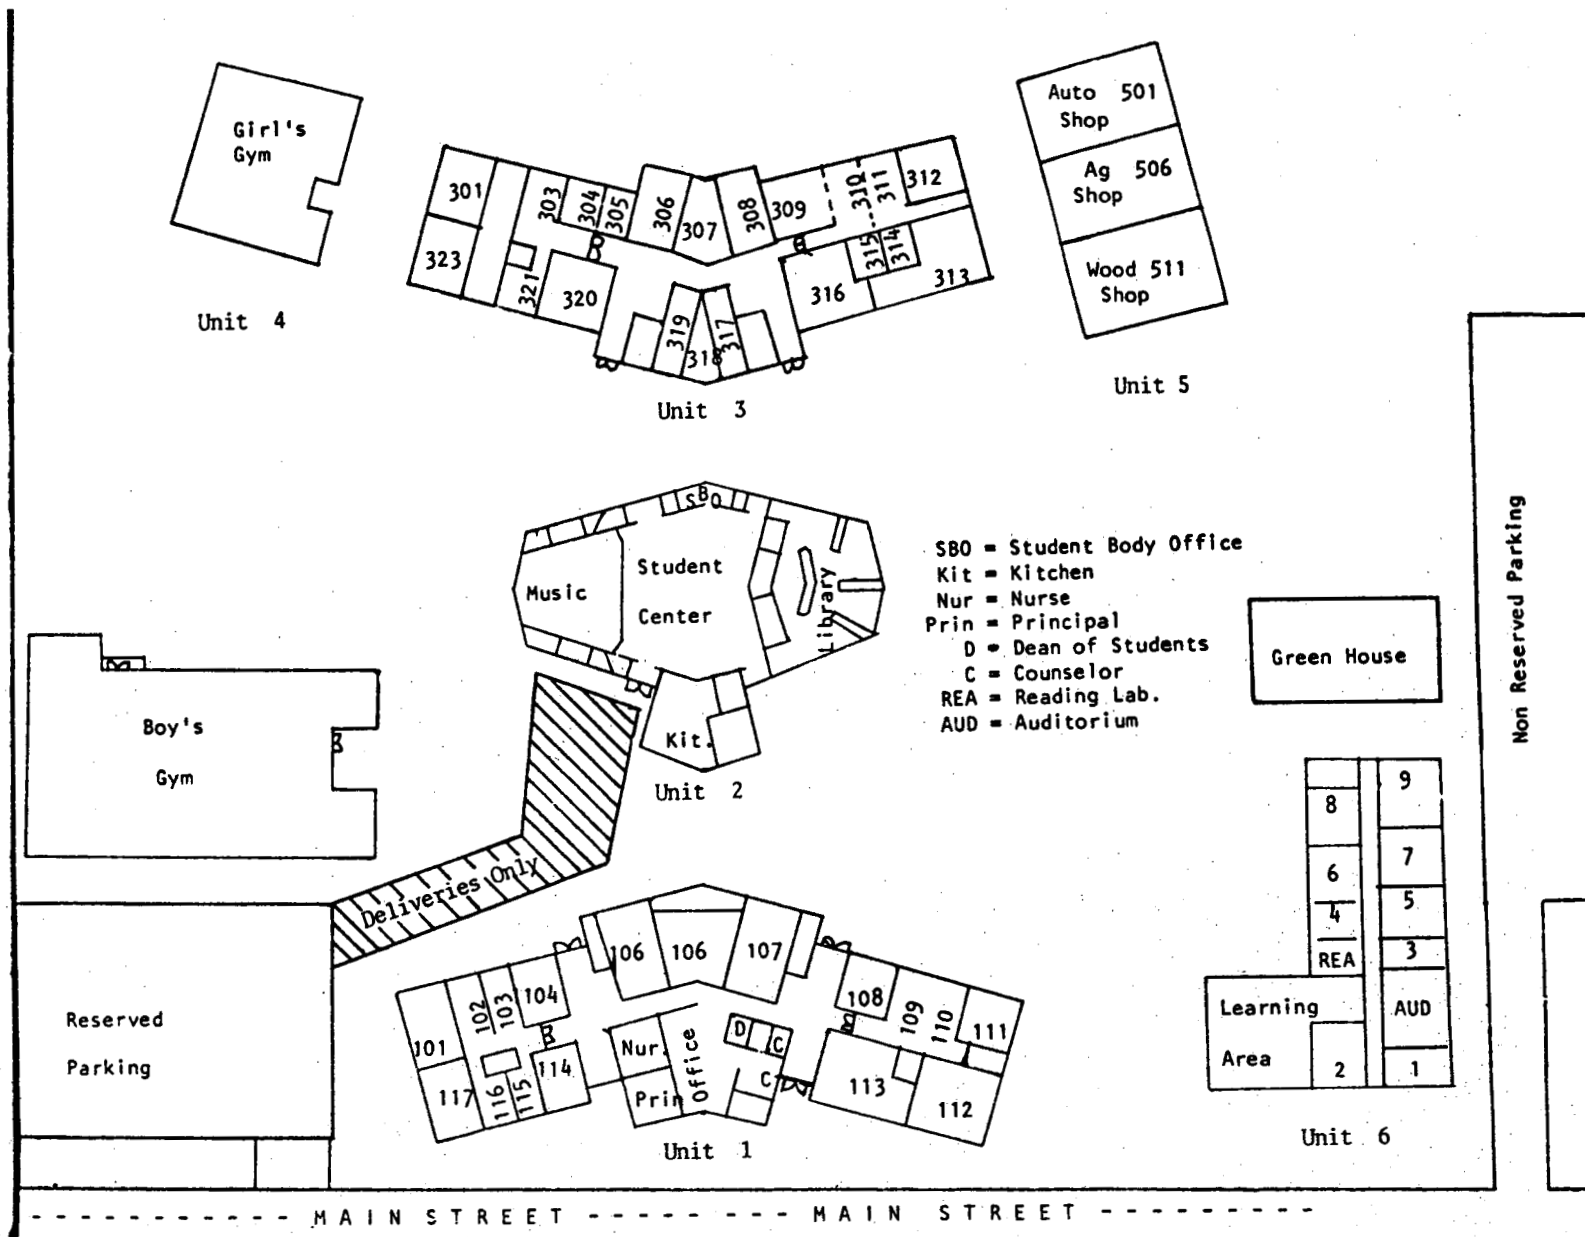 Girl's
Gym
Unit 4
301
303
304
305
306
307
308
309
310
311
312
323
321
320
319
318
317
316
315
314
313
Unit 3
Auto 501
Shop
Ag 506
Shop
Wood 511
Shop
Unit 5
SBO
Music
Student
Center
Library
Kit.
Unit 2
SBO = Student Body Office
Kit = Kitchen
Nur = Nurse
Prin = Principal
D = Dean of Students
C = Counselor
REA = Reading Lab.
AUD = Auditorium
Non Reserved Parking
Green House
Boy's
Gym
Deliveries Only
Reserved
Parking
101
102
103
104
106
106
107
108
109
110
111
117
116
115
114
Nur.
Prin
Office
D
C
C
113
112
Unit 1
9
8
7
6
5
4
3
REA
Learning
Area
AUD
2
1
Unit 6
MAIN STREET
MAIN STREET